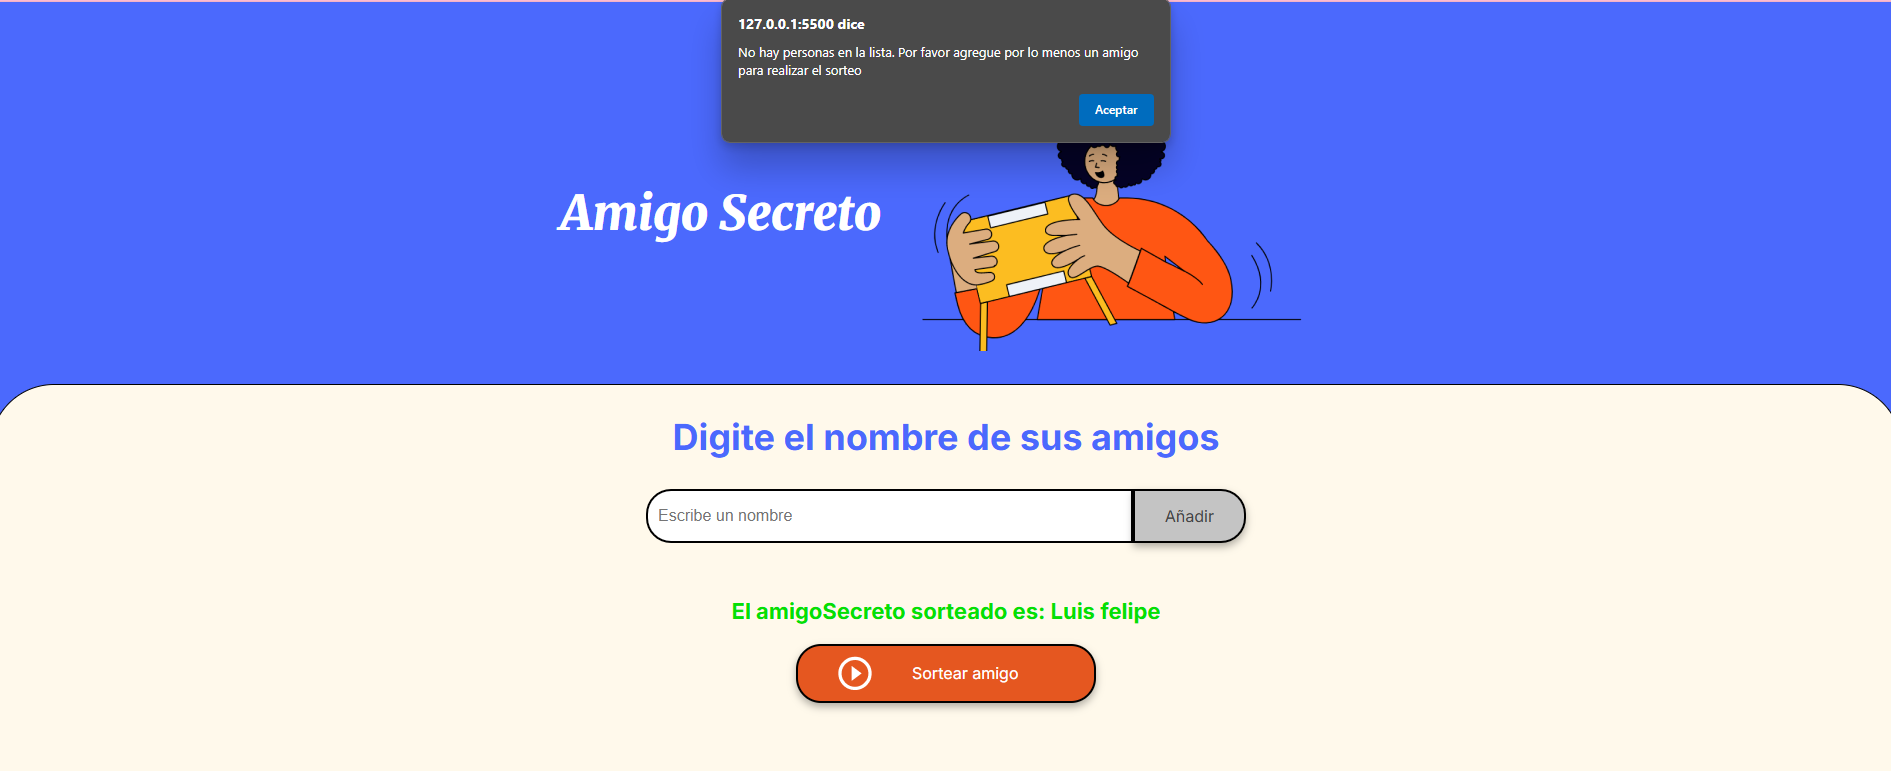 127.0.0.1:5500 dice
No hay personas en la lista. Por favor agregue por lo menos un amigo
para realizar el sorteo
Aceptar
Amigo Secreto
Digite el nombre de sus amigos
Escribe un nombre
Añadir
El amigoSecreto sorteado es: Luis felipe
Sortear amigo